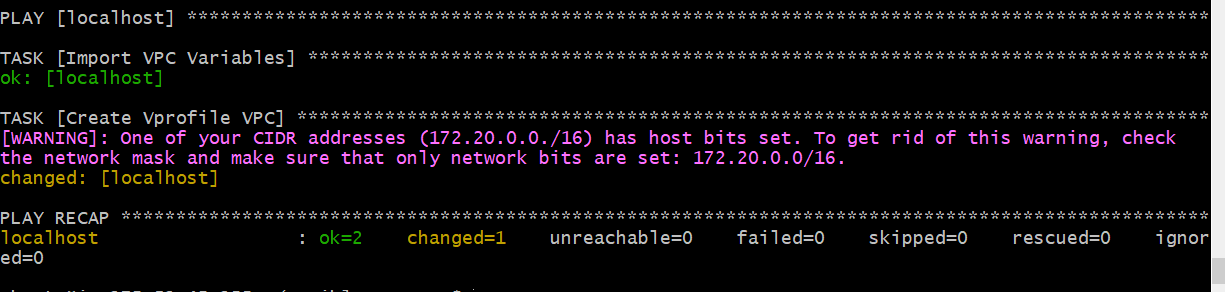 PLAY [localhost] **********************************************************************************************
TASK [Import VPC Variables] ***********************************************************************************
ok: [localhost]
TASK [Create Vprofile VPC] ************************************************************************************
[WARNING]: One of your CIDR addresses (172.20.0.0./16) has host bits set. To get rid of this warning, check
the network mask and make sure that only network bits are set: 172.20.0.0/16.
changed: [localhost]
PLAY RECAP ****************************************************************************************************
localhost                  : ok=2    changed=1    unreachable=0    failed=0    skipped=0    rescued=0    ignor
ed=0